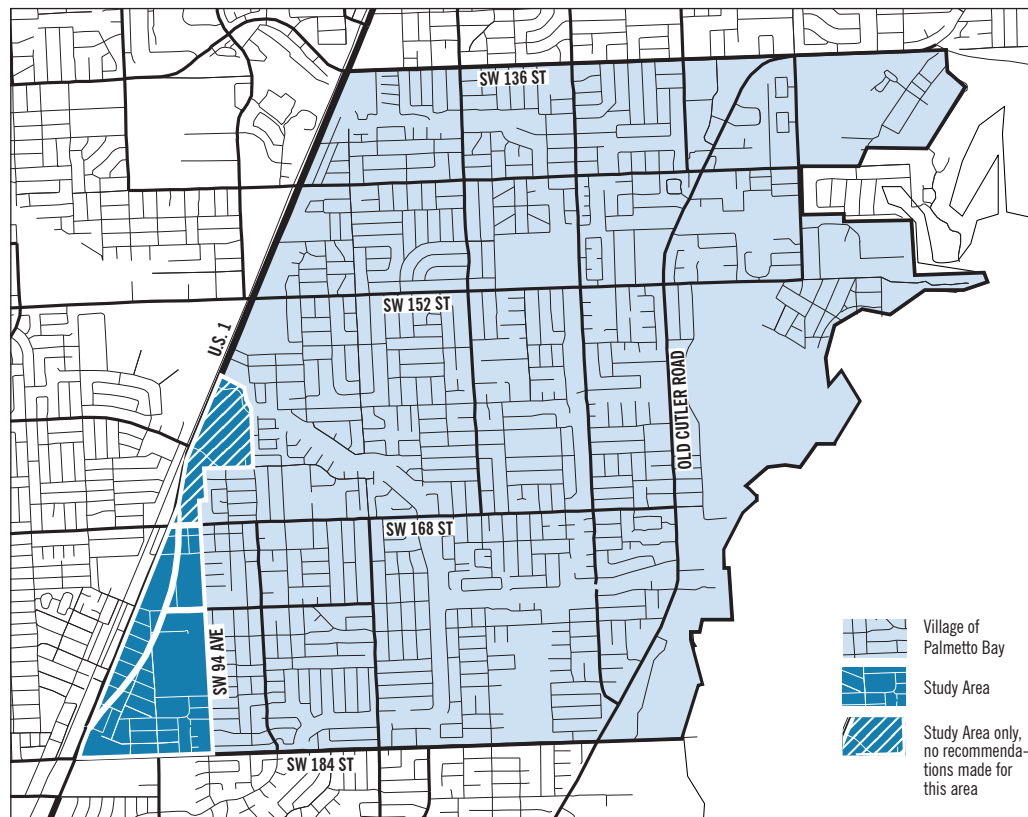 SW 136 ST
SW 152 ST
U.S. 1
OLD CUTLER ROAD
SW 168 ST
SW 94 AVE
SW 184 ST
Village of
Palmetto Bay
Study Area
Study Area only,
no recommenda-
tions made for
this area